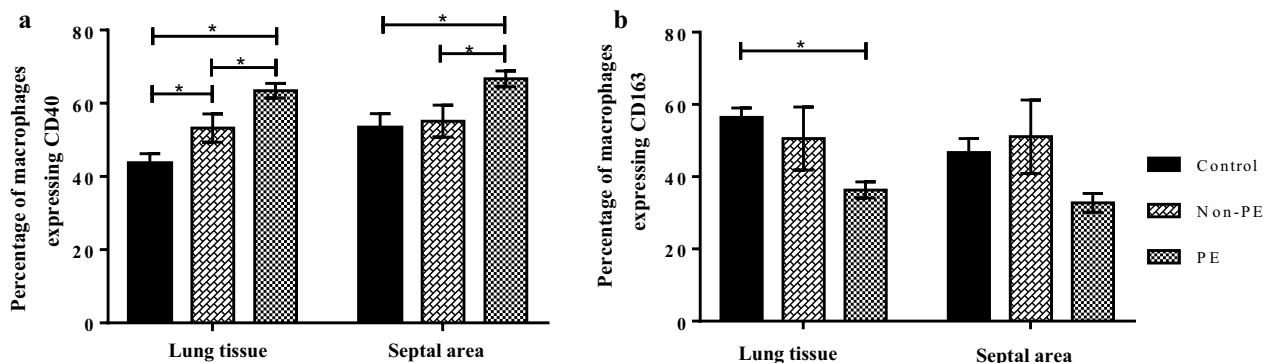 a
Percentage of macrophages
expressing CD40
80
60
40
20
0
*
*
*
*
*
*
Lung tissue
Septal area
b
Percentage of macrophages
expressing CD163
80
60
40
20
0
*
Lung tissue
Septal area
Control
Non-PE
PE